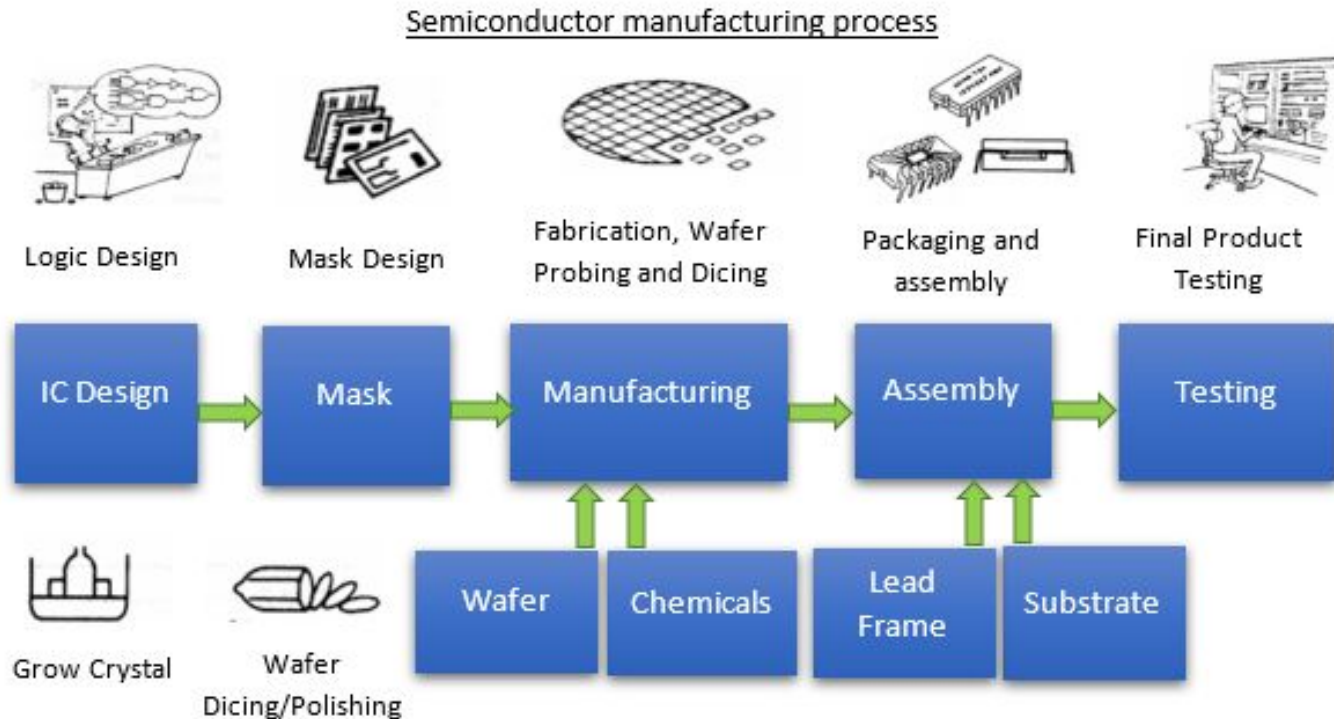 Semiconductor manufacturing process
Logic Design
Mask Design
Fabrication, Wafer
Probing and Dicing
Packaging and
assembly
Final Product
Testing
IC Design
Mask
Manufacturing
Assembly
Testing
Wafer
Chemicals
Lead
Frame
Substrate
Grow Crystal
Wafer
Dicing/Polishing